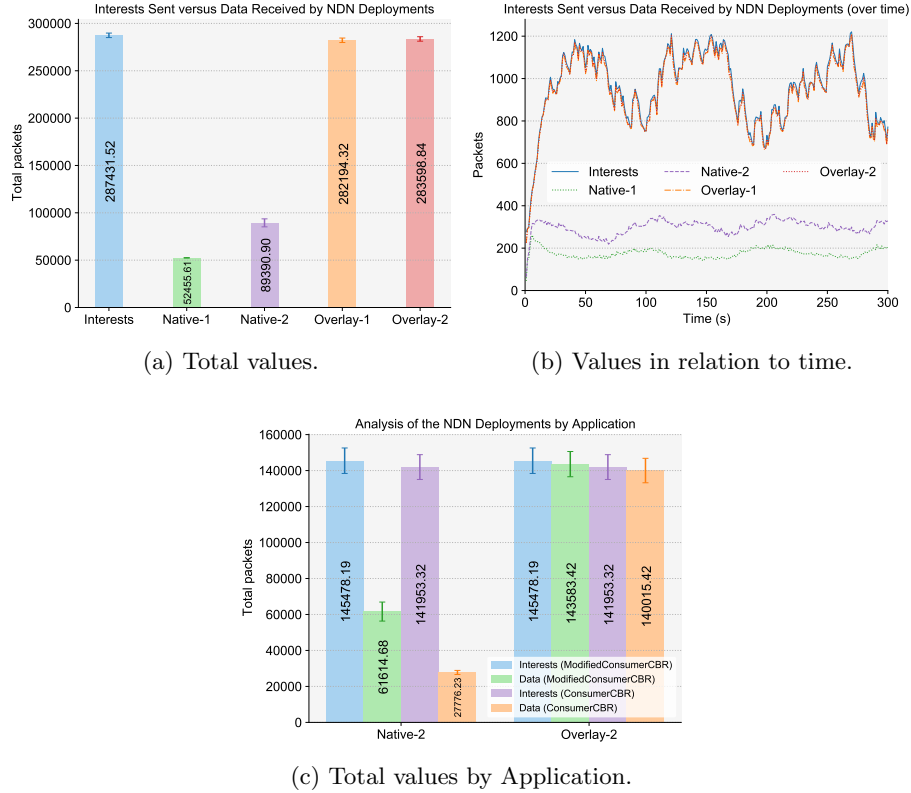 Interests Sent versus Data Received by NDN Deployments
300000
250000
200000
150000
100000
50000
0
Total packets
287431.52
52455.61
89390.90
282194.32
283598.84
Interests
Native-1
Native-2
Overlay-1
Overlay-2
(a) Total values.
Interests Sent versus Data Received by NDN Deployments (over time)
1200
1000
800
600
400
200
0
Packets
Interests
Native-1
Native-2
Overlay-1
Overlay-2
0
50
100
150
200
250
300
Time (s)
(b) Values in relation to time.
Analysis of the NDN Deployments by Application
160000
140000
120000
100000
80000
60000
40000
20000
0
Total packets
145478.19
61614.68
141953.32
27776.23
145478.19
143583.42
141953.32
140015.42
Interests (ModifiedConsumerCBR)
Data (ModifiedConsumerCBR)
Interests (ConsumerCBR)
Data (ConsumerCBR)
Native-2
Overlay-2
(c) Total values by Application.